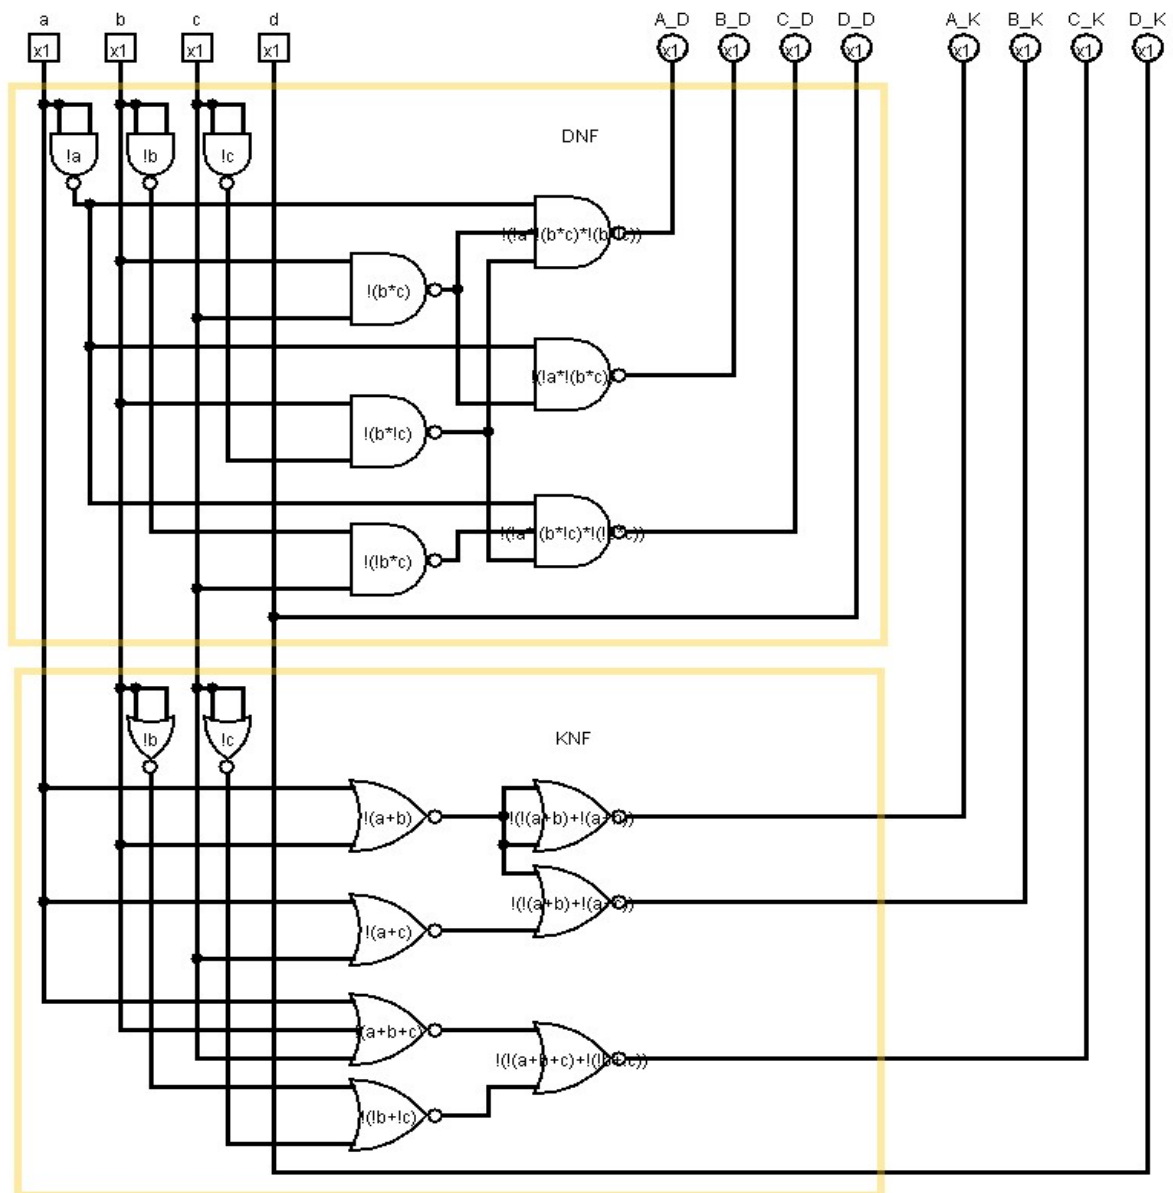 a b c d A_D B_D C_D D_D A_K B_K C_K D_K
x1 x1 x1 x1 x1 x1 x1 x1 x1 x1 x1 x1
DNF
!a !b !c
!(b*c)
!(!a*!(b*c)
!(b*!c)
!(!b*c)
!b !c
KNF
!(a+b)
!(!(a+b)+!(a+b))
!(!(a+b)+!(a+c))
!(a+c)
(a+b+c)
!(!(a+b+c)+!(!b+!c))
!(!b+!c)